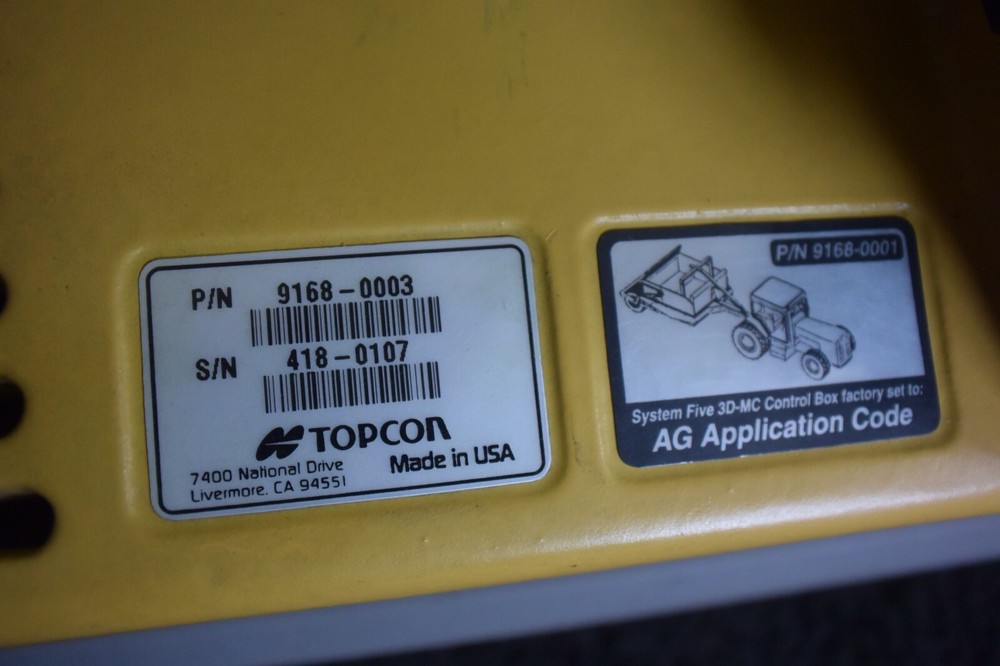 P/N 9168-0003
S/N 418-0107
TOPCON
7400 National Drive
Livermore, CA 94551
Made in USA
P/N 9168-0001
System Five 3D-MC Control Box factory set to:
AG Application Code